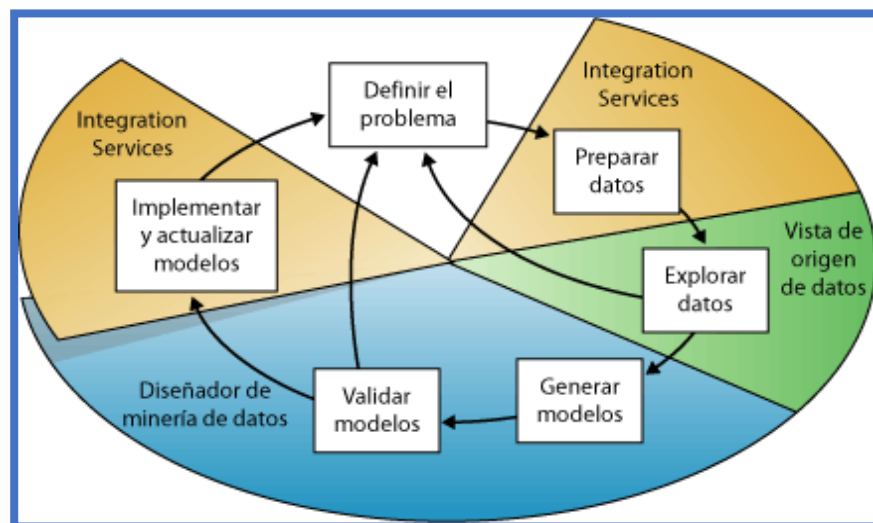 Definir el
problema
Integration
Services
Preparar
datos
Vista de
origen
de datos
Explorar
datos
Generar
modelos
Validar
modelos
Diseñador de
minería de datos
Implementar
y actualizar
modelos
Integration
Services